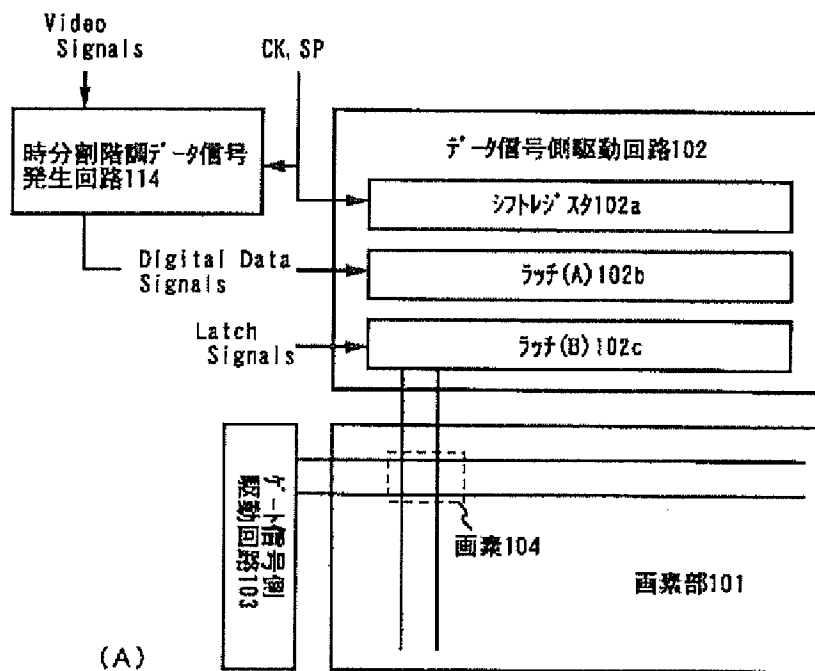 Video
Signals
CK, SP
時分割階調データ信号
発生回路114
データ信号側駆動回路102
シフトレジスタ102a
Digital Data
Signals
ラッチ(A)102b
Latch
Signals
ラッチ(B)102c
ゲート信号側
駆動回路103
画素104
画素部101
(A)